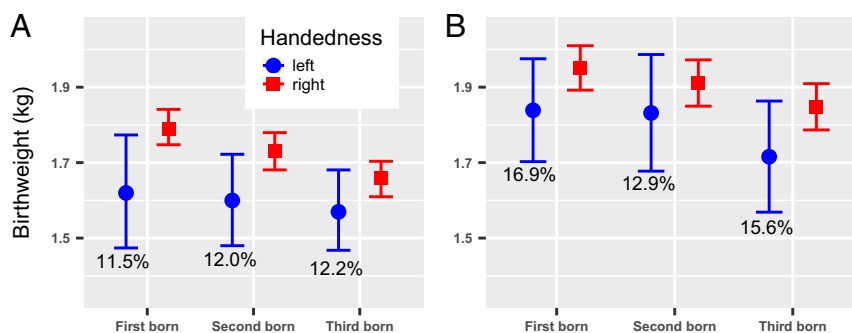 A
B
Handedness
left
right
Birthweight (kg)
1.9
1.7
1.5
11.5%
12.0%
12.2%
First born
Second born
Third born
1.9
1.7
1.5
16.9%
12.9%
15.6%
First born
Second born
Third born